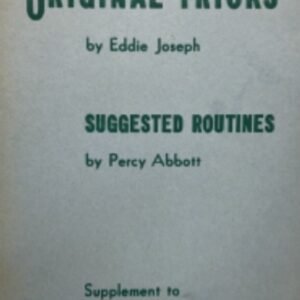 ORIGINAL TRICKS
by Eddie Joseph
SUGGESTED ROUTINES
by Percy Abbott
Supplement to